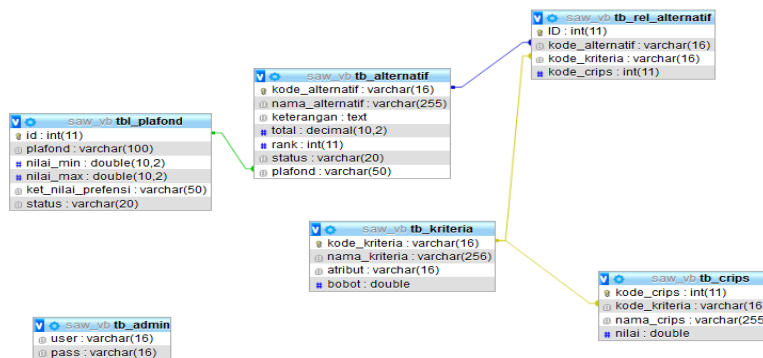 saw_vb tb_rel_alternatif
ID : int(11)
kode_alternatif : varchar(16)
kode_kriteria : varchar(16)
kode_crips : int(11)
saw_vb tb_alternatif
kode_alternatif : varchar(16)
nama_alternatif : varchar(255)
keterangan : text
total : decimal(10,2)
rank : int(11)
status : varchar(20)
plafond : varchar(50)
saw_vb tbl_plafond
id : int(11)
plafond : varchar(100)
nilai_min : double(10,2)
nilai_max : double(10,2)
ket_nilai_prefensi : varchar(50)
status : varchar(20)
saw_vb tb_kriteria
kode_kriteria : varchar(16)
nama_kriteria : varchar(256)
atribut : varchar(16)
bobot : double
saw_vb tb_crips
kode_crips : int(11)
kode_kriteria : varchar(16
nama_crips : varchar(255
nilai : double
saw_vb tb_admin
user : varchar(16)
pass : varchar(16)